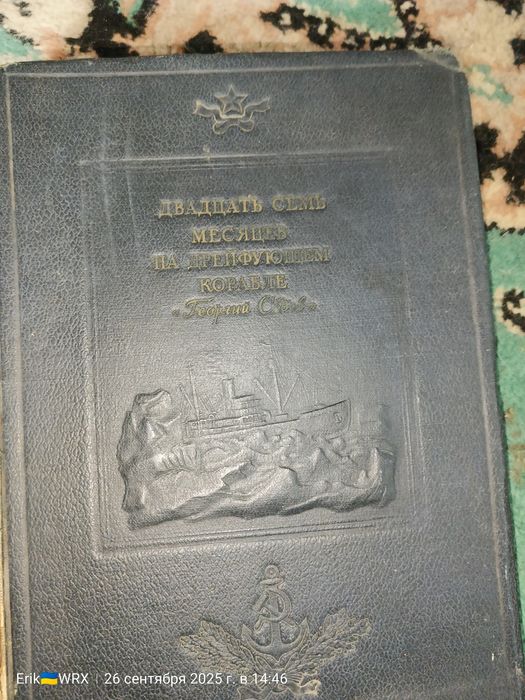 ДВАДЦАТЬ СЕМЬ
МЕСЯЦЕВ
НА ДРЕЙФУЮЩЕМ
КОРАБЛЕ
«Георгий Седов»
Erik🇺🇦WRX | 26 сентября 2025 г. в 14:46